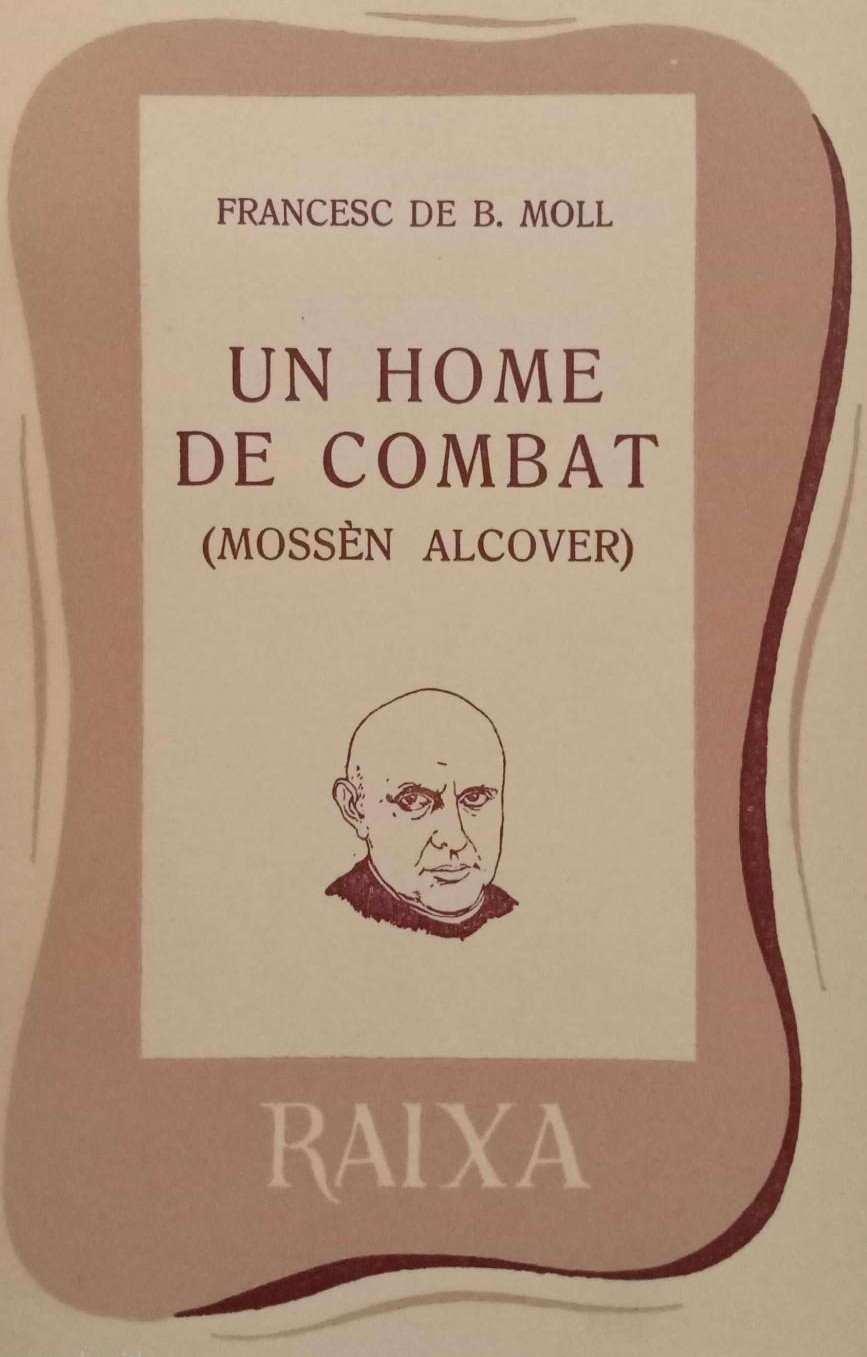 FRANCESC DE B. MOLL
UN HOME
DE COMBAT
(MOSSÈN ALCOVER)
RAIXA